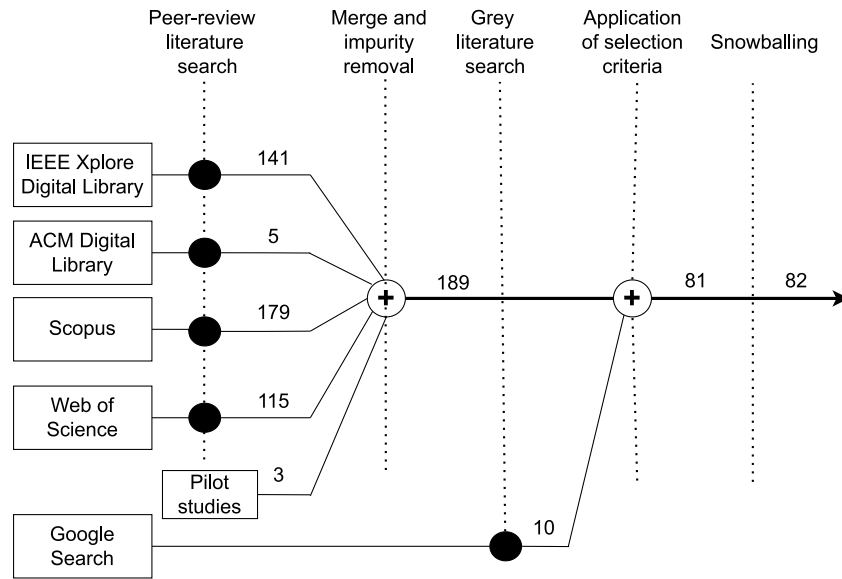 Peer-review
literature
search
Merge and
impurity
removal
Grey
literature
search
Application
of selection
criteria
Snowballing
IEEE Xplore
Digital Library
141
ACM Digital
Library
5
189
81
82
Scopus
179
Web of
Science
115
Pilot
studies
3
Google
Search
10